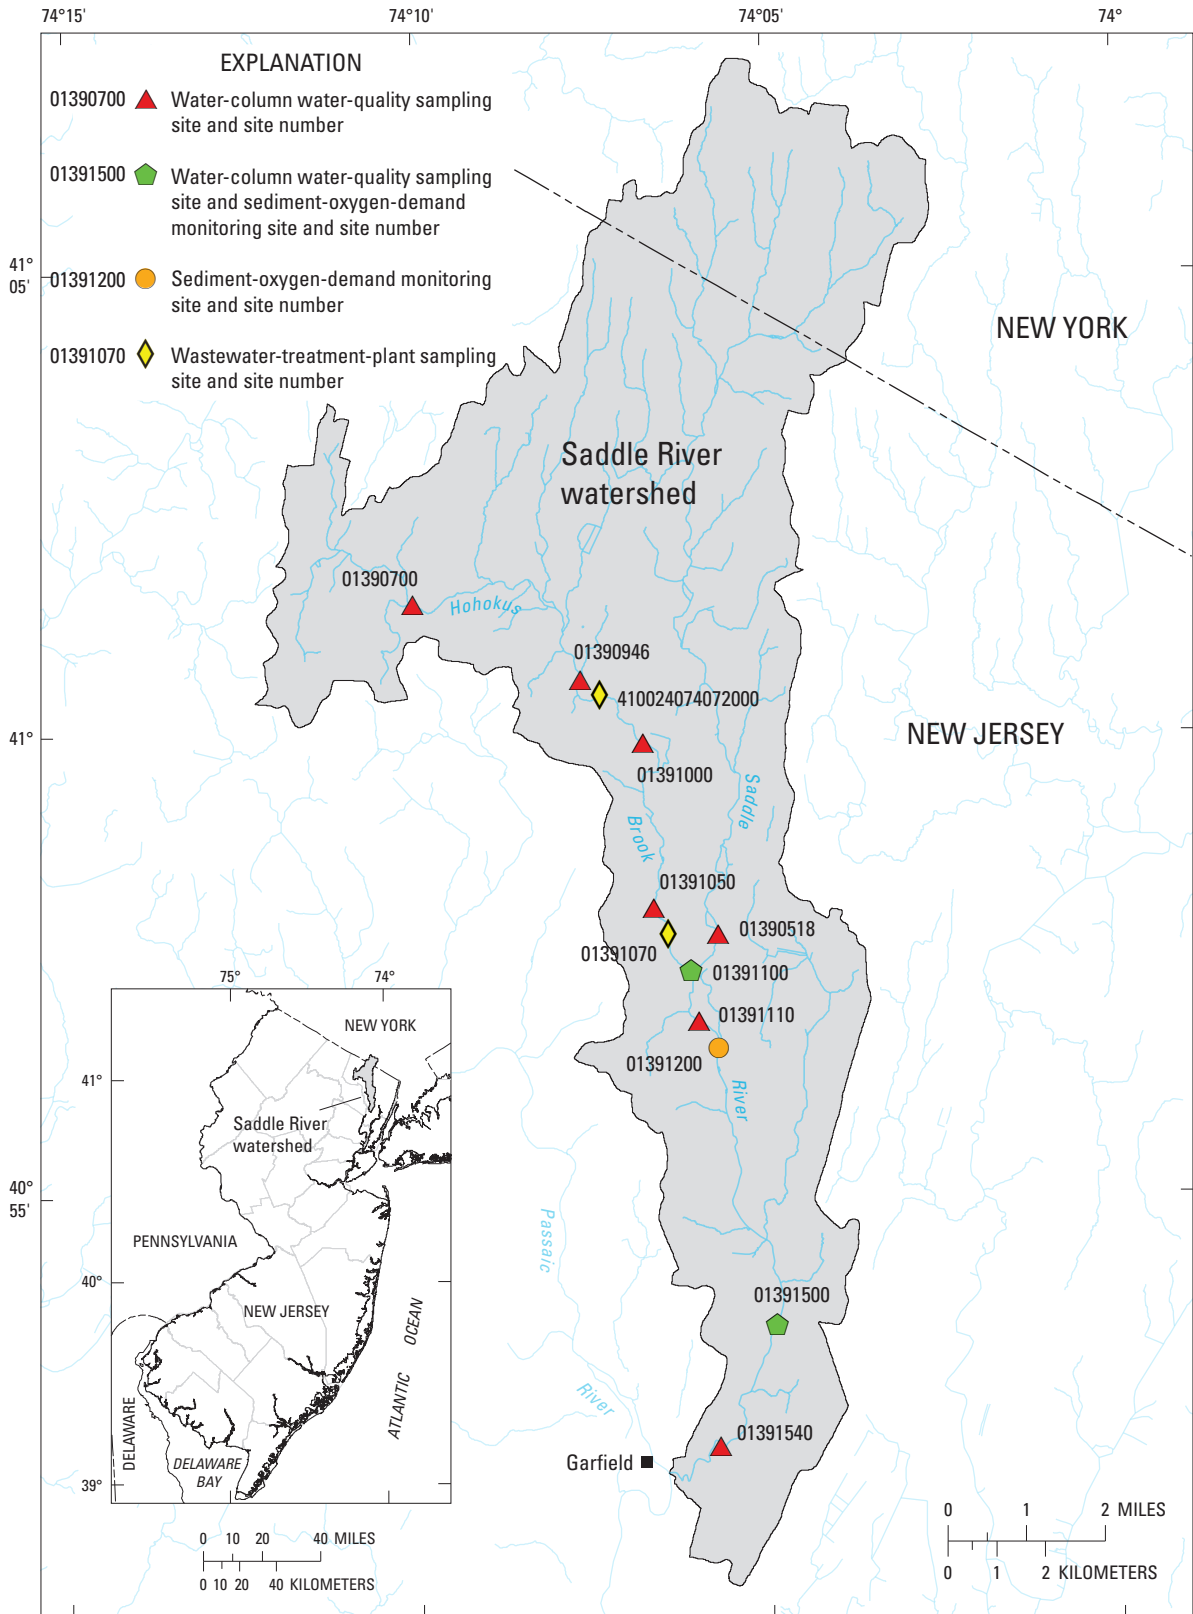 74°15'
74°10'
74°05'
74°
EXPLANATION
01390700
Water-column water-quality sampling
site and site number
01391500
Water-column water-quality sampling
site and sediment-oxygen-demand
monitoring site and site number
01391200
Sediment-oxygen-demand monitoring
site and site number
01391070
Wastewater-treatment-plant sampling
site and site number
41°
05'
NEW YORK
Saddle River
watershed
01390700
Hohokus
01390946
410024074072000
41°
NEW JERSEY
01391000
Saddle
Brook
01391050
01390518
01391070
01391100
01391110
01391200
River
40°
55'
Passaic
01391500
River
01391540
Garfield
75°
74°
NEW YORK
41°
Saddle River
watershed
PENNSYLVANIA
40°
NEW JERSEY
ATLANTIC OCEAN
DELAWARE
DELAWARE
BAY
39°
0 10 20 40 MILES
0 10 20 40 KILOMETERS
0 1 2 MILES
0 1 2 KILOMETERS